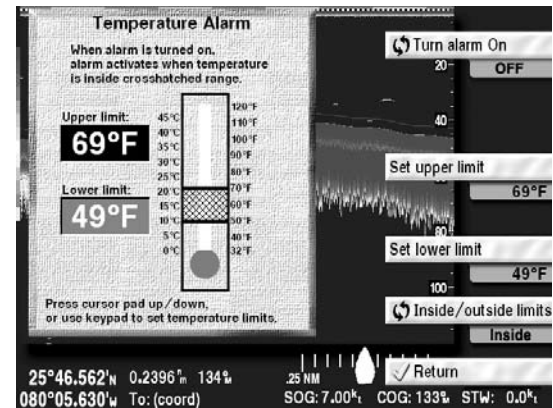 Temperature Alarm
When alarm is turned on,
alarm activates when temperature
is inside crosshatched range.
Upper limit:
69°F
Lower limit:
49°F
45°C
40°C
35°C
30°C
25°C
20°C
15°C
10°C
5°C
0°C
120°F
110°F
100°F
90°F
80°F
70°F
60°F
50°F
40°F
32°F
Press cursor pad up/down,
or use keypad to set temperature limits.
20-
40-
80
100-
Turn alarm On
OFF
Set upper limit
69°F
Set lower limit
49°F
Inside/outside limits
Inside
Return
25°46.562'N 0.2396
080°05.630'W To: (coord)
.25 NM
SOG: 7.00kt COG: 133 STW: 0.0kt